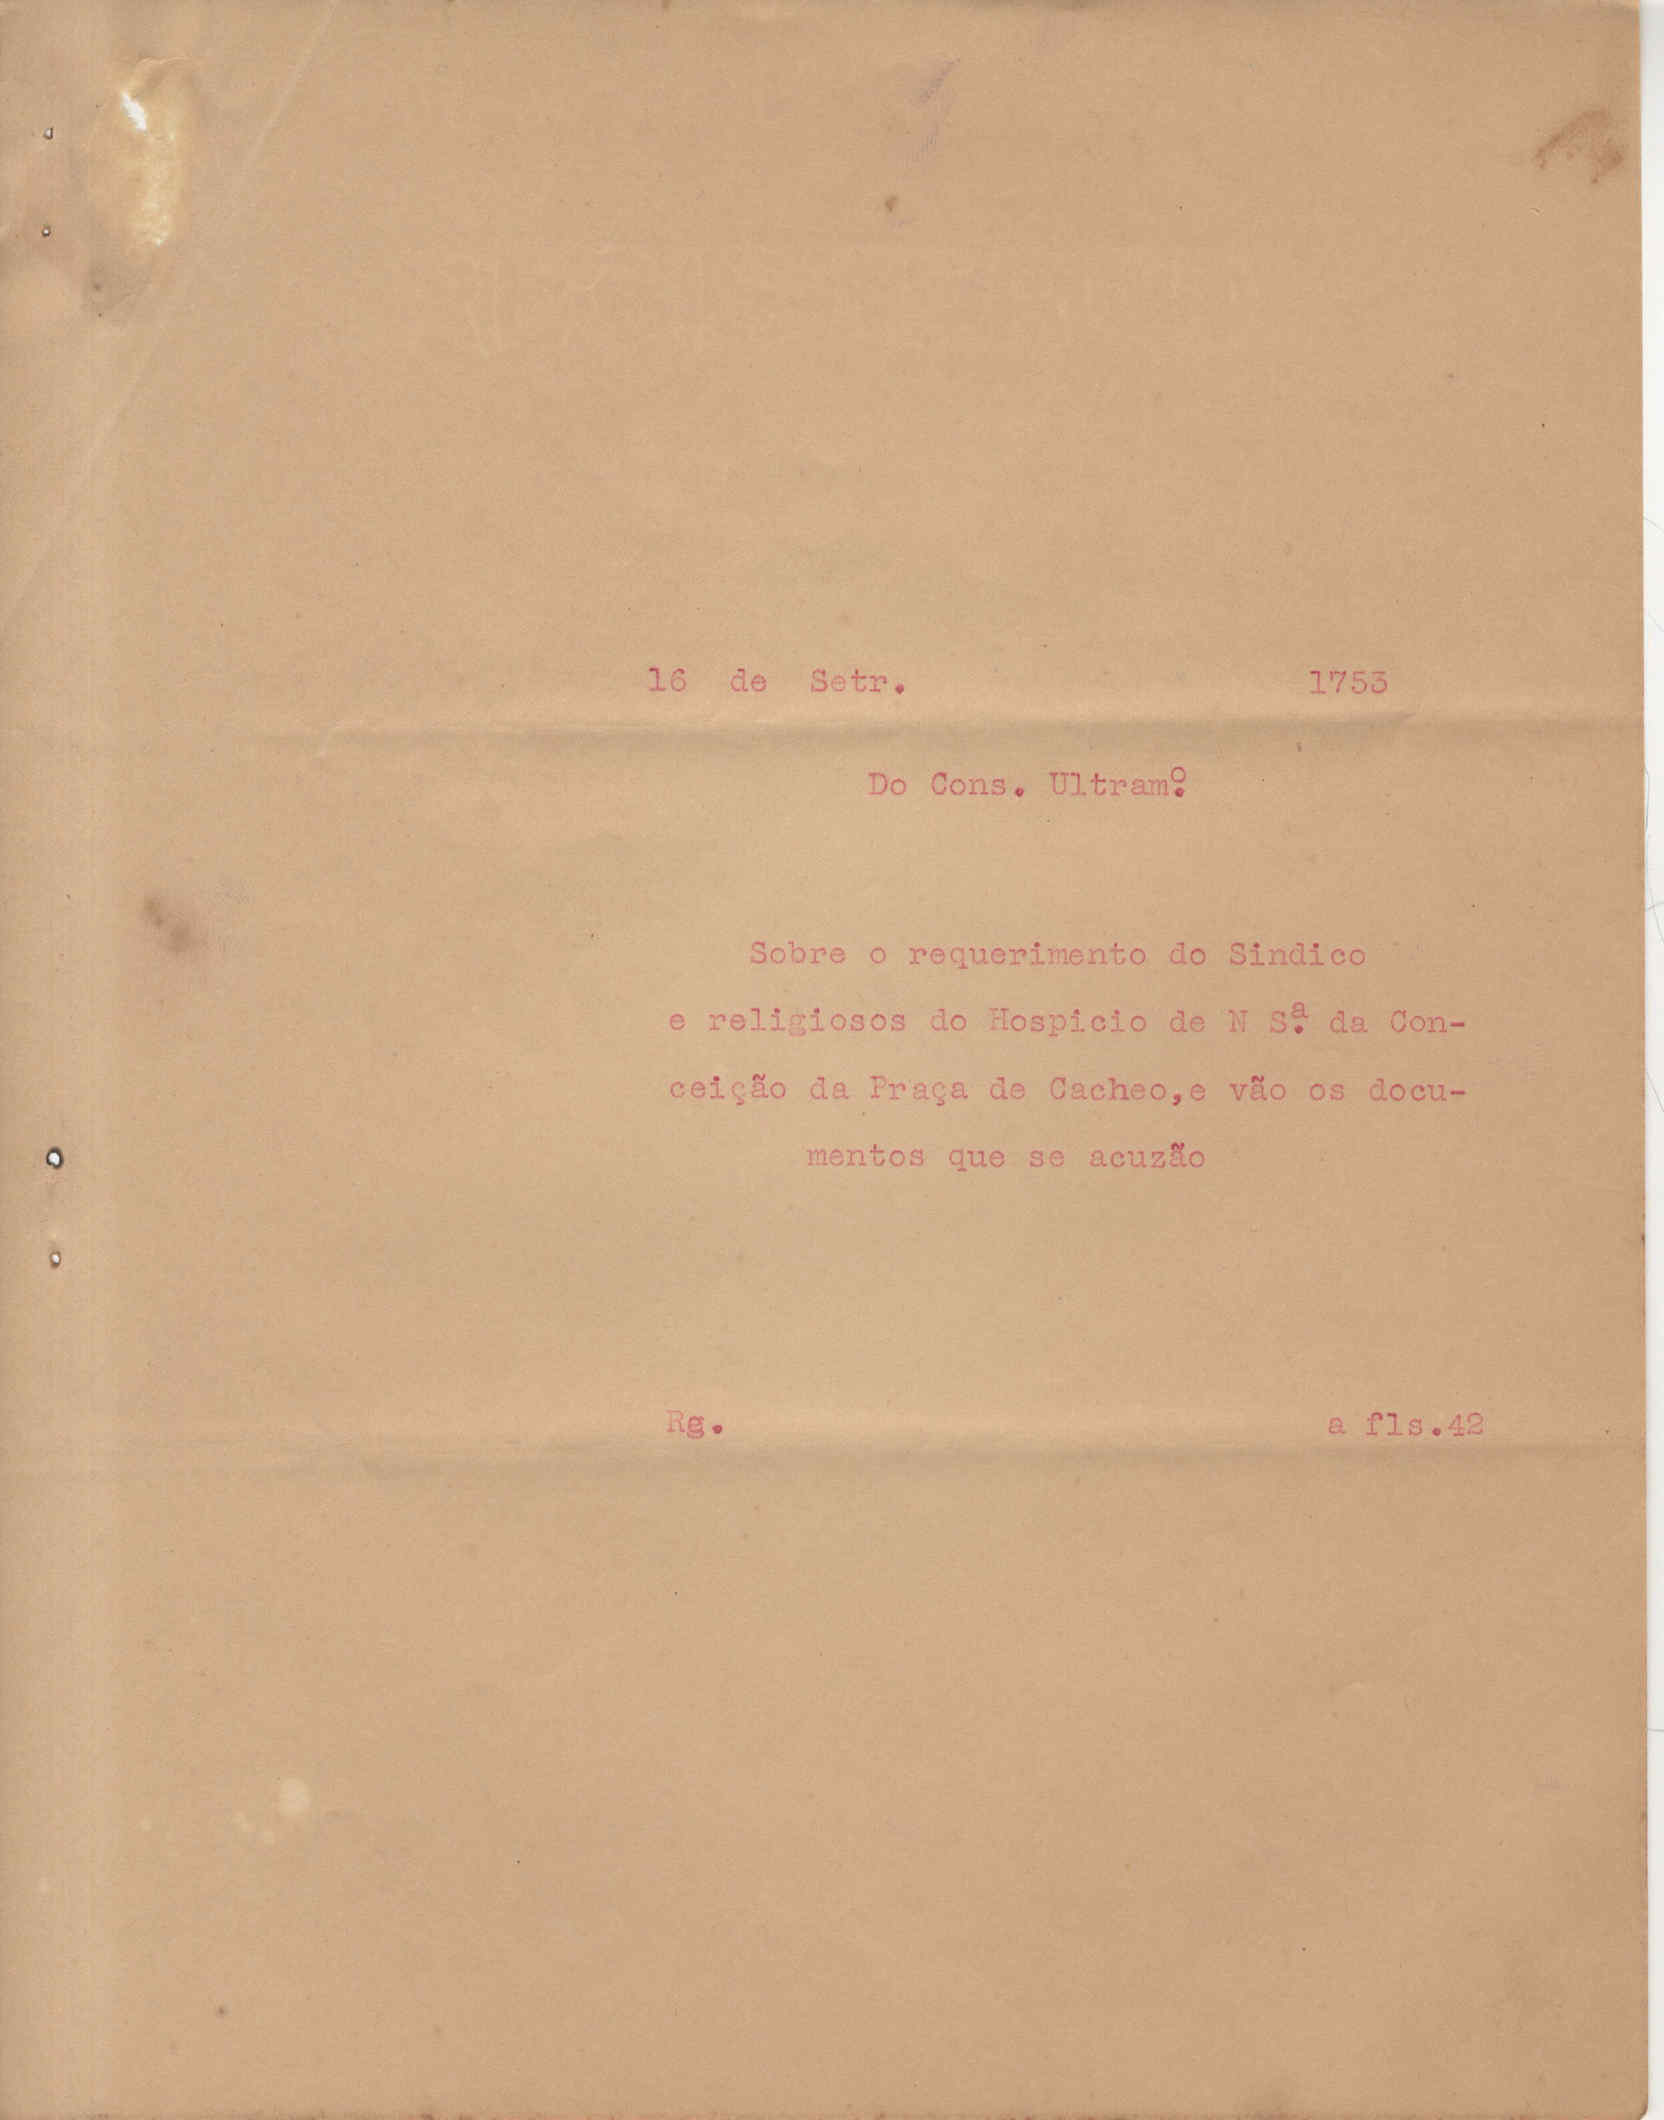 16 de Setr. 1753
Do Cons. Ultramº.
Sobre o requerimento do Sindico
e religiosos do Hospicio de N Sª. da Con-
ceição da Praça de Cacheo,e vão os docu-
mentos que se acuzão
Rg. a fls.42